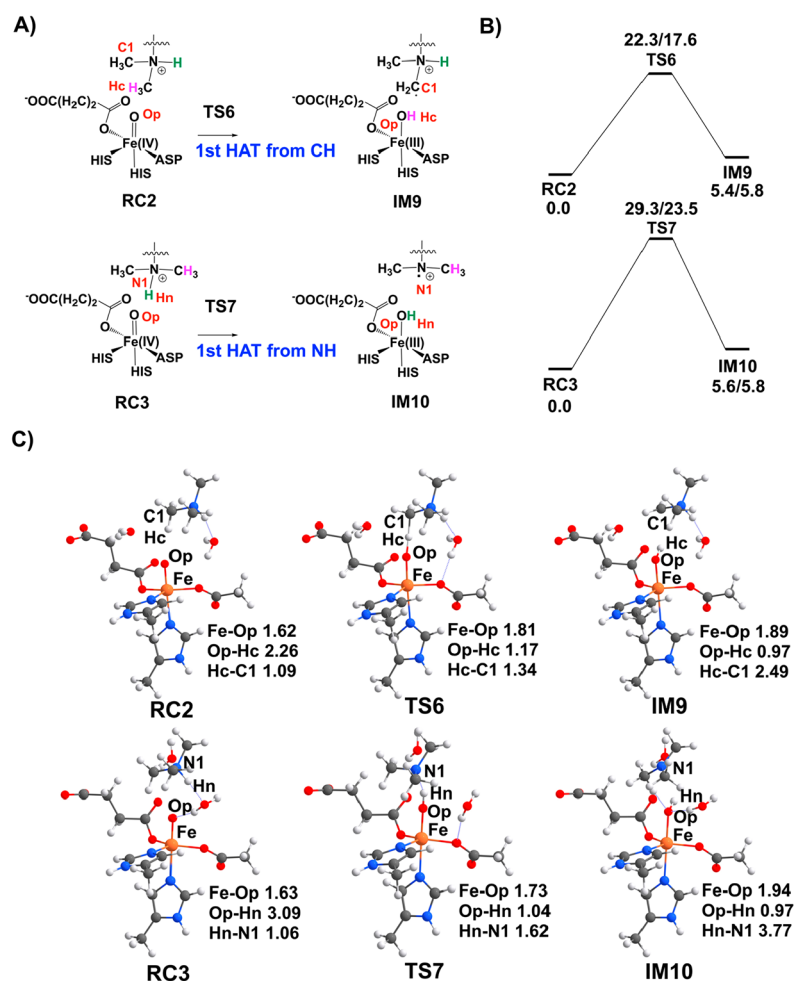 A)
C1
H₃C
N
H
⊕
Hc
H₃C
⁻OOC(H₂C)₂
O
O
O
Op
Fe(IV)
HIS
HIS
ASP
RC2
TS6
1st HAT from CH
H₃C
N
H
⊕
H₂C
·
C1
⁻OOC(H₂C)₂
O
O
OH
Op
Hc
Fe(III)
HIS
HIS
ASP
IM9
H₃C
N
CH₃
⊕
N1
H
Hn
⁻OOC(H₂C)₂
O
O
O
Op
Fe(IV)
HIS
HIS
ASP
RC3
TS7
1st HAT from NH
H₃C
N
CH₃
·
⊕
N1
⁻OOC(H₂C)₂
O
O
OH
Op
Hn
Fe(III)
HIS
HIS
ASP
IM10
B)
22.3/17.6
TS6
RC2
0.0
IM9
5.4/5.8
29.3/23.5
TS7
RC3
0.0
IM10
5.6/5.8
C)
C1
Hc
Op
Fe
Fe-Op 1.62
Op-Hc 2.26
Hc-C1 1.09
RC2
C1
Hc
Op
Fe
Fe-Op 1.81
Op-Hc 1.17
Hc-C1 1.34
TS6
C1
Hc
Op
Fe
Fe-Op 1.89
Op-Hc 0.97
Hc-C1 2.49
IM9
N1
Hn
Op
Fe
Fe-Op 1.63
Op-Hn 3.09
Hn-N1 1.06
RC3
N1
Hn
Op
Fe
Fe-Op 1.73
Op-Hn 1.04
Hn-N1 1.62
TS7
N1
Hn
Op
Fe
Fe-Op 1.94
Op-Hn 0.97
Hn-N1 3.77
IM10